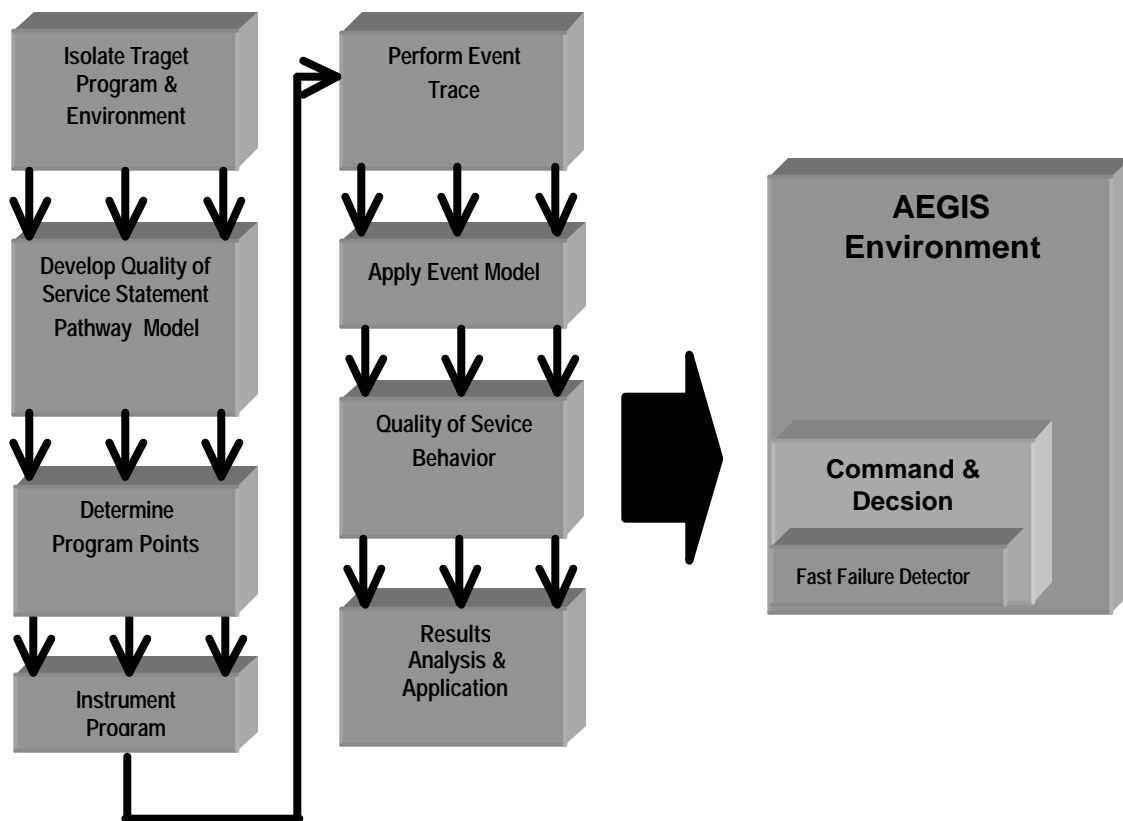 Isolate Traget
Program &
Environment
Develop Quality of
Service Statement
Pathway Model
Determine
Program Points
Instrument
Program
Perform Event
Trace
Apply Event Model
Quality of Sevice
Behavior
Results
Analysis &
Application
AEGIS
Environment
Command &
Decsion
Fast Failure Detector